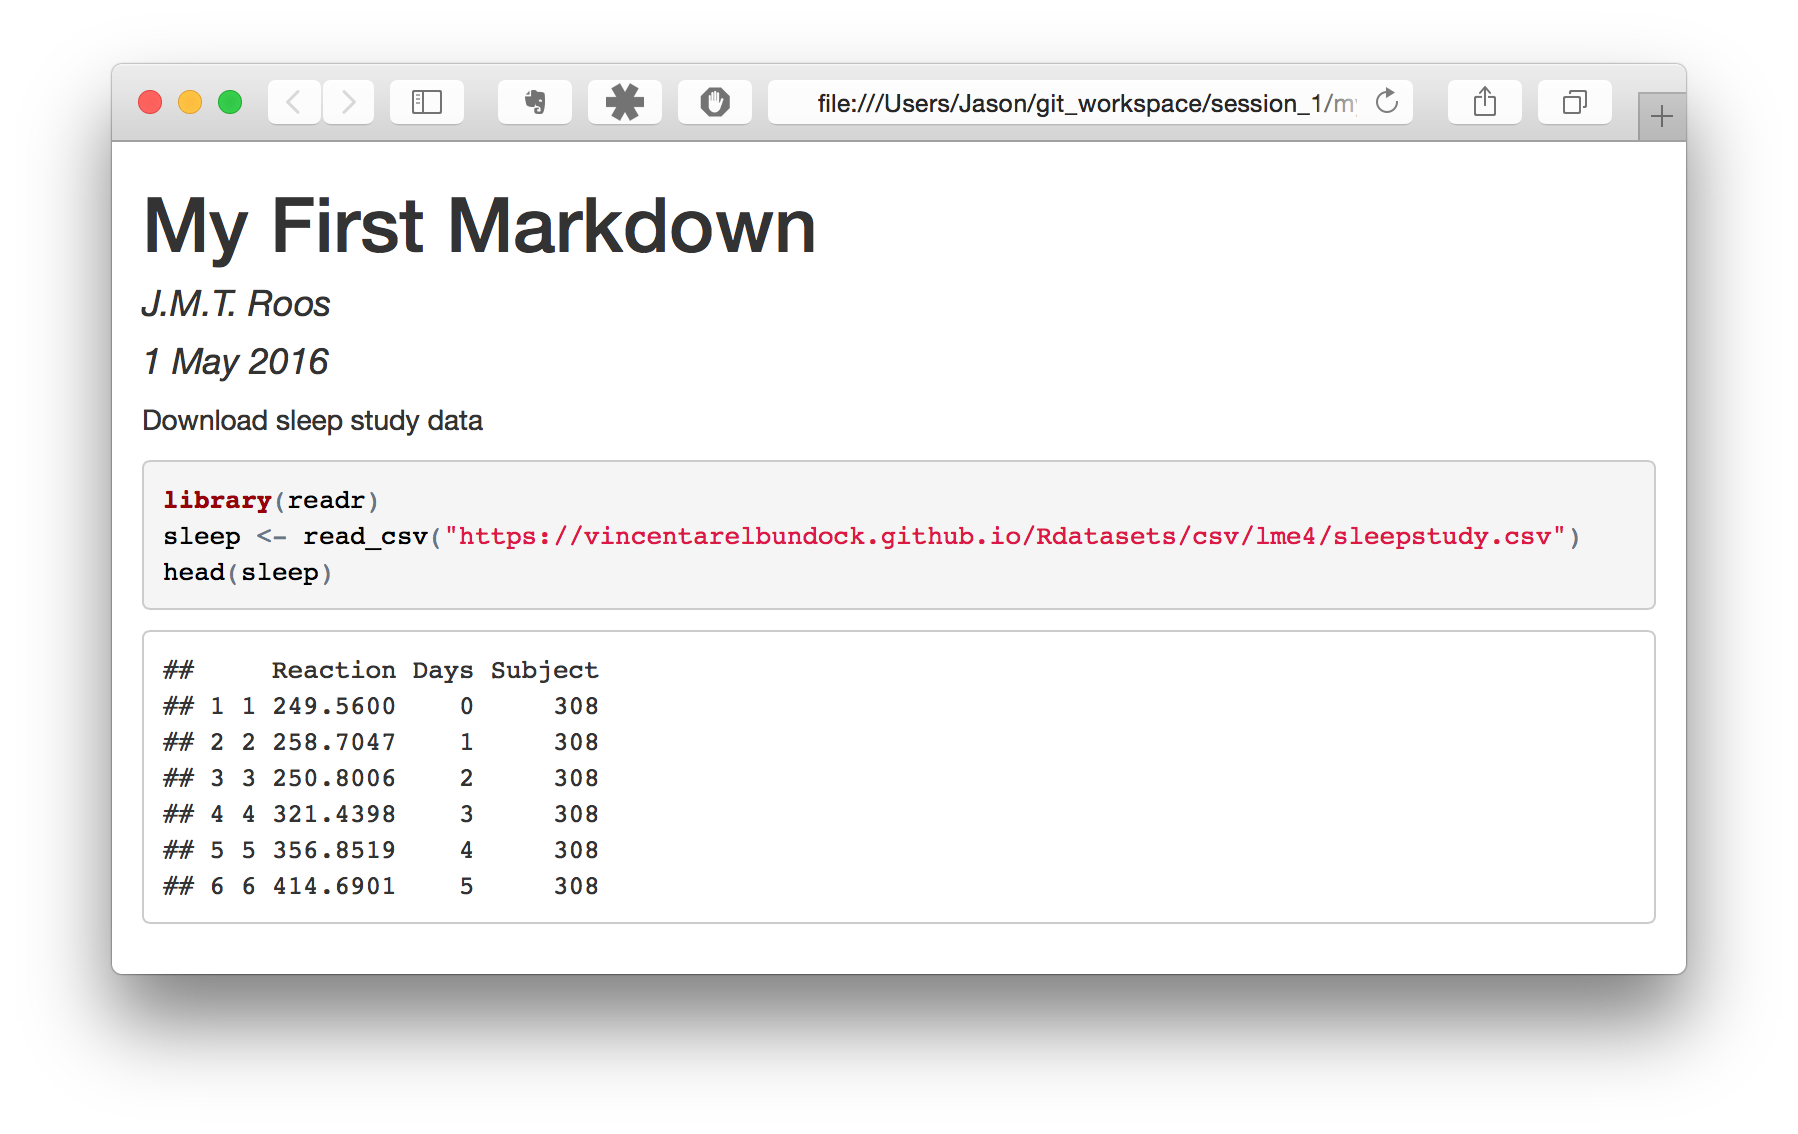 file:///Users/Jason/git_workspace/session_1/my
My First Markdown
J.M.T. Roos
1 May 2016
Download sleep study data
library(readr)
sleep <- read_csv("https://vincentarelbundock.github.io/Rdatasets/csv/lme4/sleepstudy.csv")
head(sleep)
##     Reaction Days Subject
## 1 1 249.5600    0     308
## 2 2 258.7047    1     308
## 3 3 250.8006    2     308
## 4 4 321.4398    3     308
## 5 5 356.8519    4     308
## 6 6 414.6901    5     308